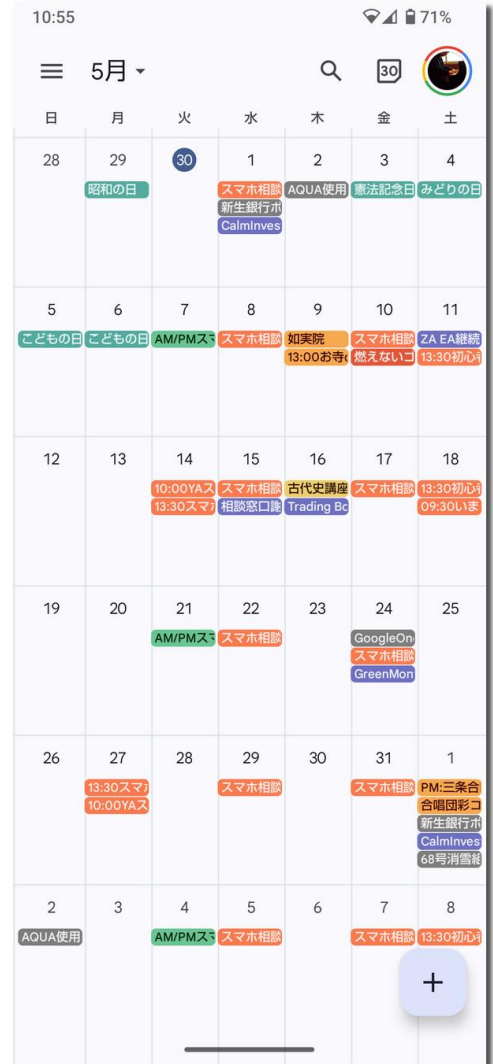 10:55 71%
5月 30
日 月 火 水 木 金 土
28 29 30 1 2 3 4
昭和の日 スマホ相談 AQUA使用 憲法記念日 みどりの日
新生銀行ポ
CalmInves
5 6 7 8 9 10 11
こどもの日 こどもの日 AM/PMスマ スマホ相談 如実院 スマホ相談 ZA EA継続
13:00お寺 燃えないゴ 13:30初心者
12 13 14 15 16 17 18
10:00YAス スマホ相談 古代史講座 スマホ相談 13:30初心者
13:30スマホ 相談窓口 Trading Bo 09:30いま
19 20 21 22 23 24 25
AM/PMスマ スマホ相談 GoogleOne
スマホ相談
GreenMon
26 27 28 29 30 31 1
13:30スマホ スマホ相談 スマホ相談 PM:三条合
10:00YAス 合唱団彩コ
新生銀行ポ
CalmInves
68号消雪組
2 3 4 5 6 7 8
AQUA使用 AM/PMスマ スマホ相談 スマホ相談 13:30初心者
+